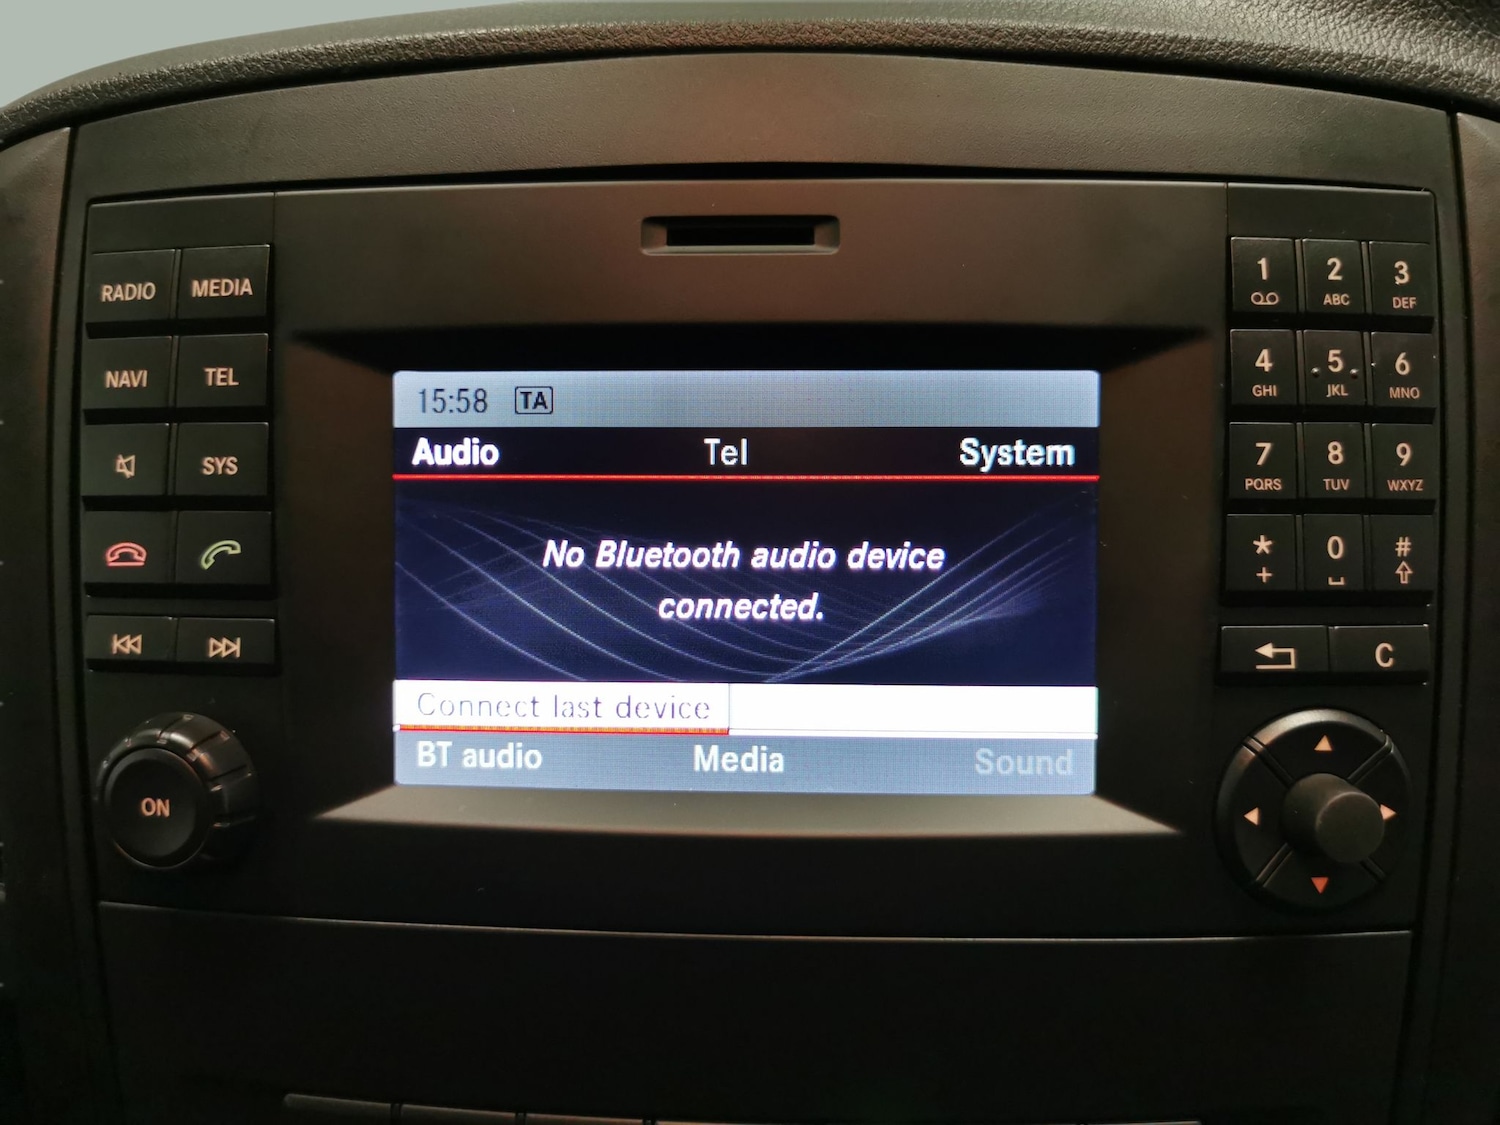 RADIO MEDIA
NAVI TEL
SYS
ON
15:58 TA
Audio Tel System
No Bluetooth audio device
connected.
Connect last device
BT audio Media Sound
1 2 3
ABC DEF
4 5 6
GHI JKL MNO
7 8 9
PQRS TUV WXYZ
* 0 #
+
C